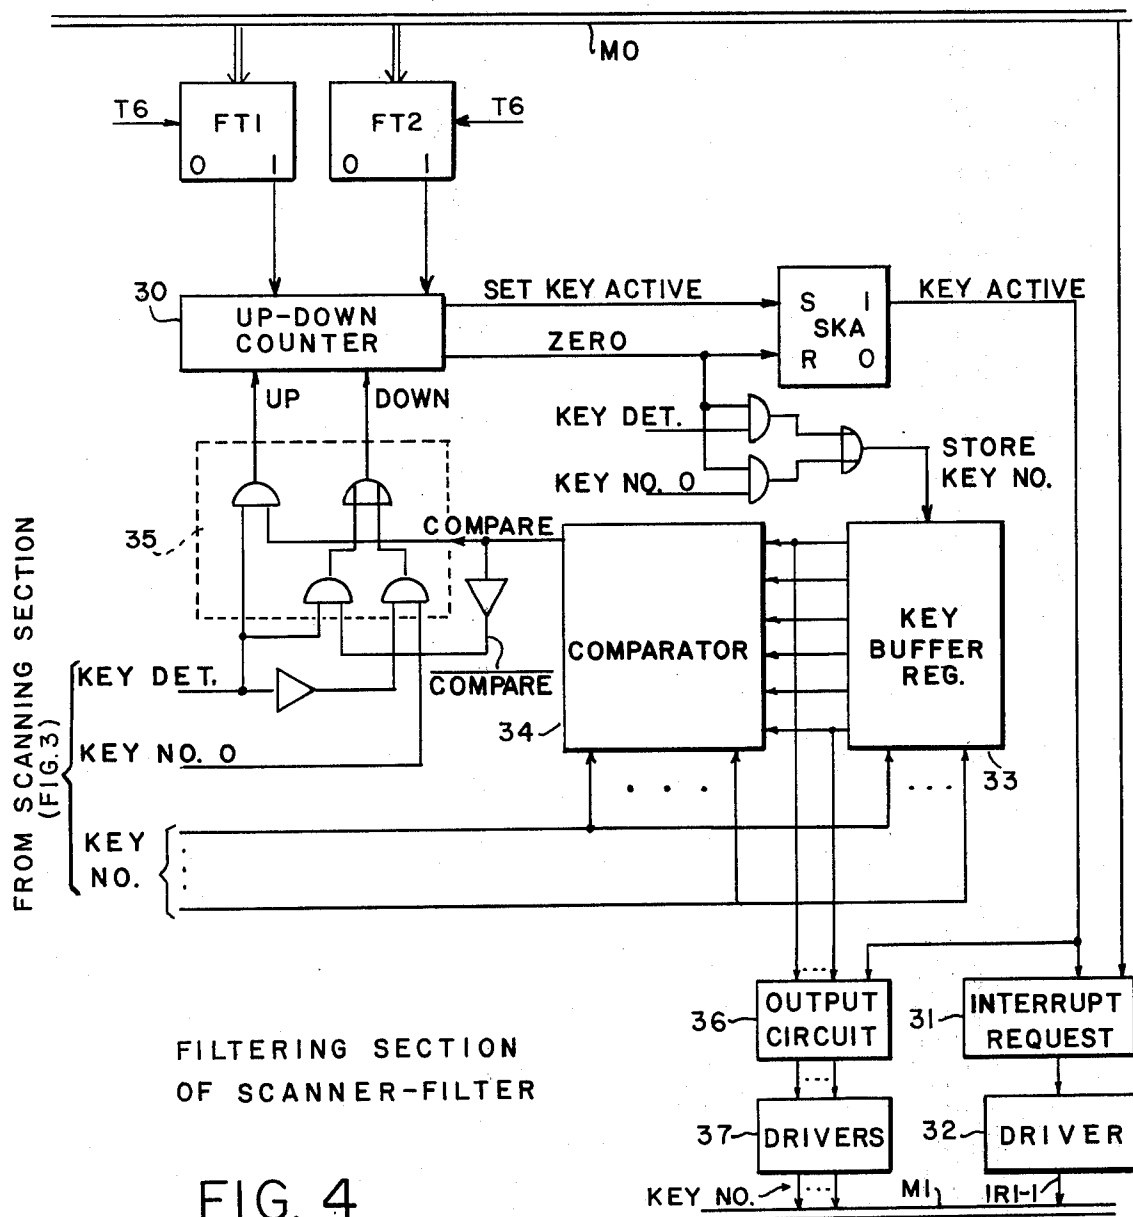 MO
T6
FT1
0 1
FT2
0 1
T6
30
UP-DOWN
COUNTER
SET KEY ACTIVE
ZERO
S 1
SKA
R 0
KEY ACTIVE
UP
DOWN
KEY DET.
KEY NO. 0
STORE
KEY NO.
35
COMPARE
COMPARE
COMPARATOR
34
KEY
BUFFER
REG.
33
FROM SCANNING SECTION
(FIG.3)
KEY DET.
KEY NO. 0
KEY
NO.
36
OUTPUT
CIRCUIT
31
INTERRUPT
REQUEST
37
DRIVERS
32
DRIVER
KEY NO.
MI
IRI-I
FILTERING SECTION
OF SCANNER-FILTER
FIG. 4